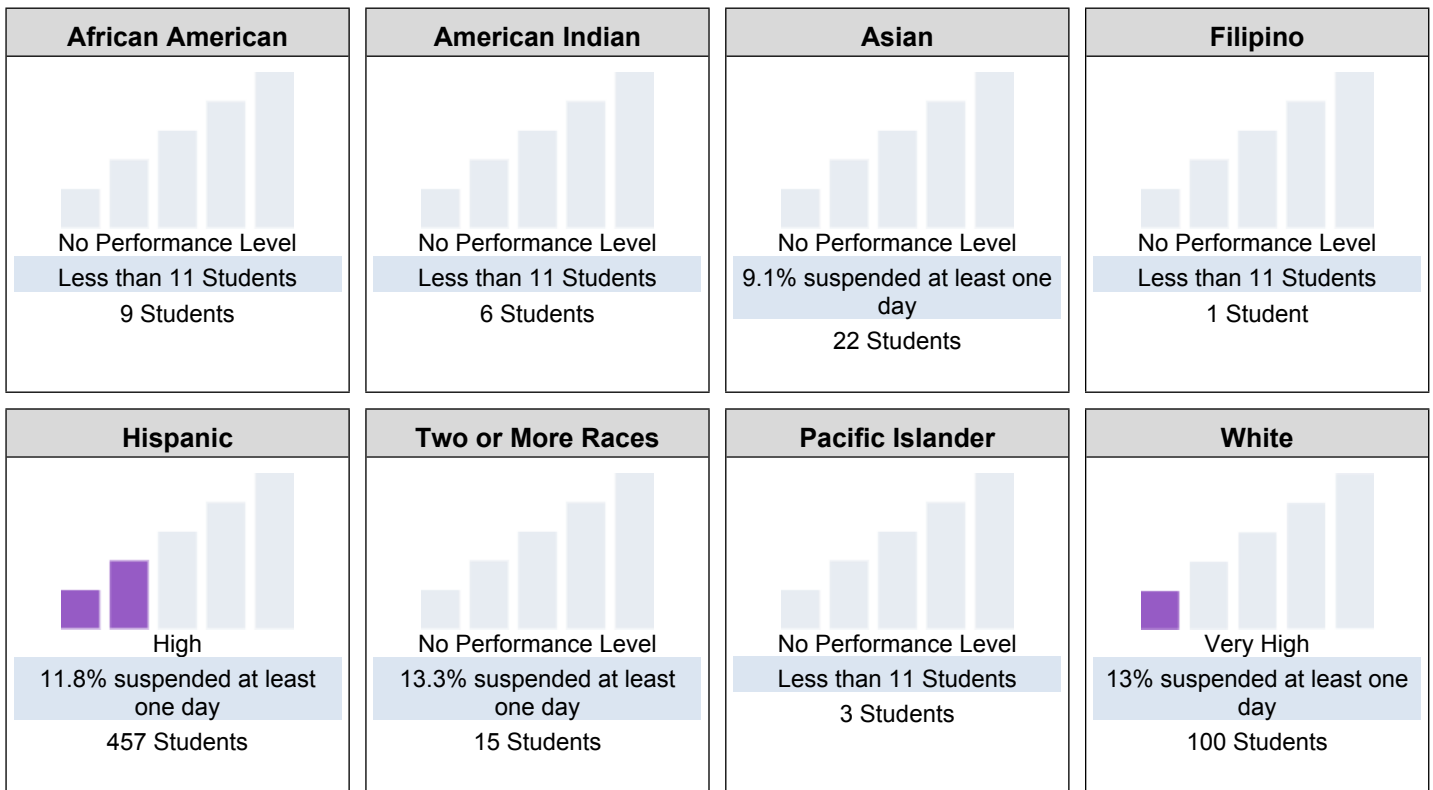 African American
No Performance Level
Less than 11 Students
9 Students
American Indian
No Performance Level
Less than 11 Students
6 Students
Asian
No Performance Level
9.1% suspended at least one
day
22 Students
Filipino
No Performance Level
Less than 11 Students
1 Student
Hispanic
High
11.8% suspended at least
one day
457 Students
Two or More Races
No Performance Level
13.3% suspended at least
one day
15 Students
Pacific Islander
No Performance Level
Less than 11 Students
3 Students
White
Very High
13% suspended at least one
day
100 Students